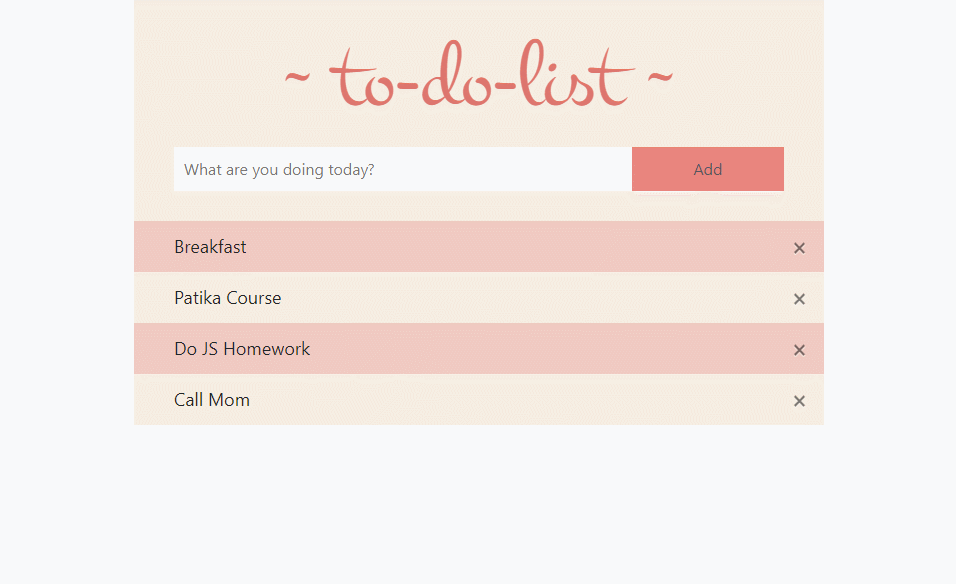 ~ to-do-list ~
What are you doing today?
Add
Breakfast ×
Patika Course ×
Do JS Homework ×
Call Mom ×